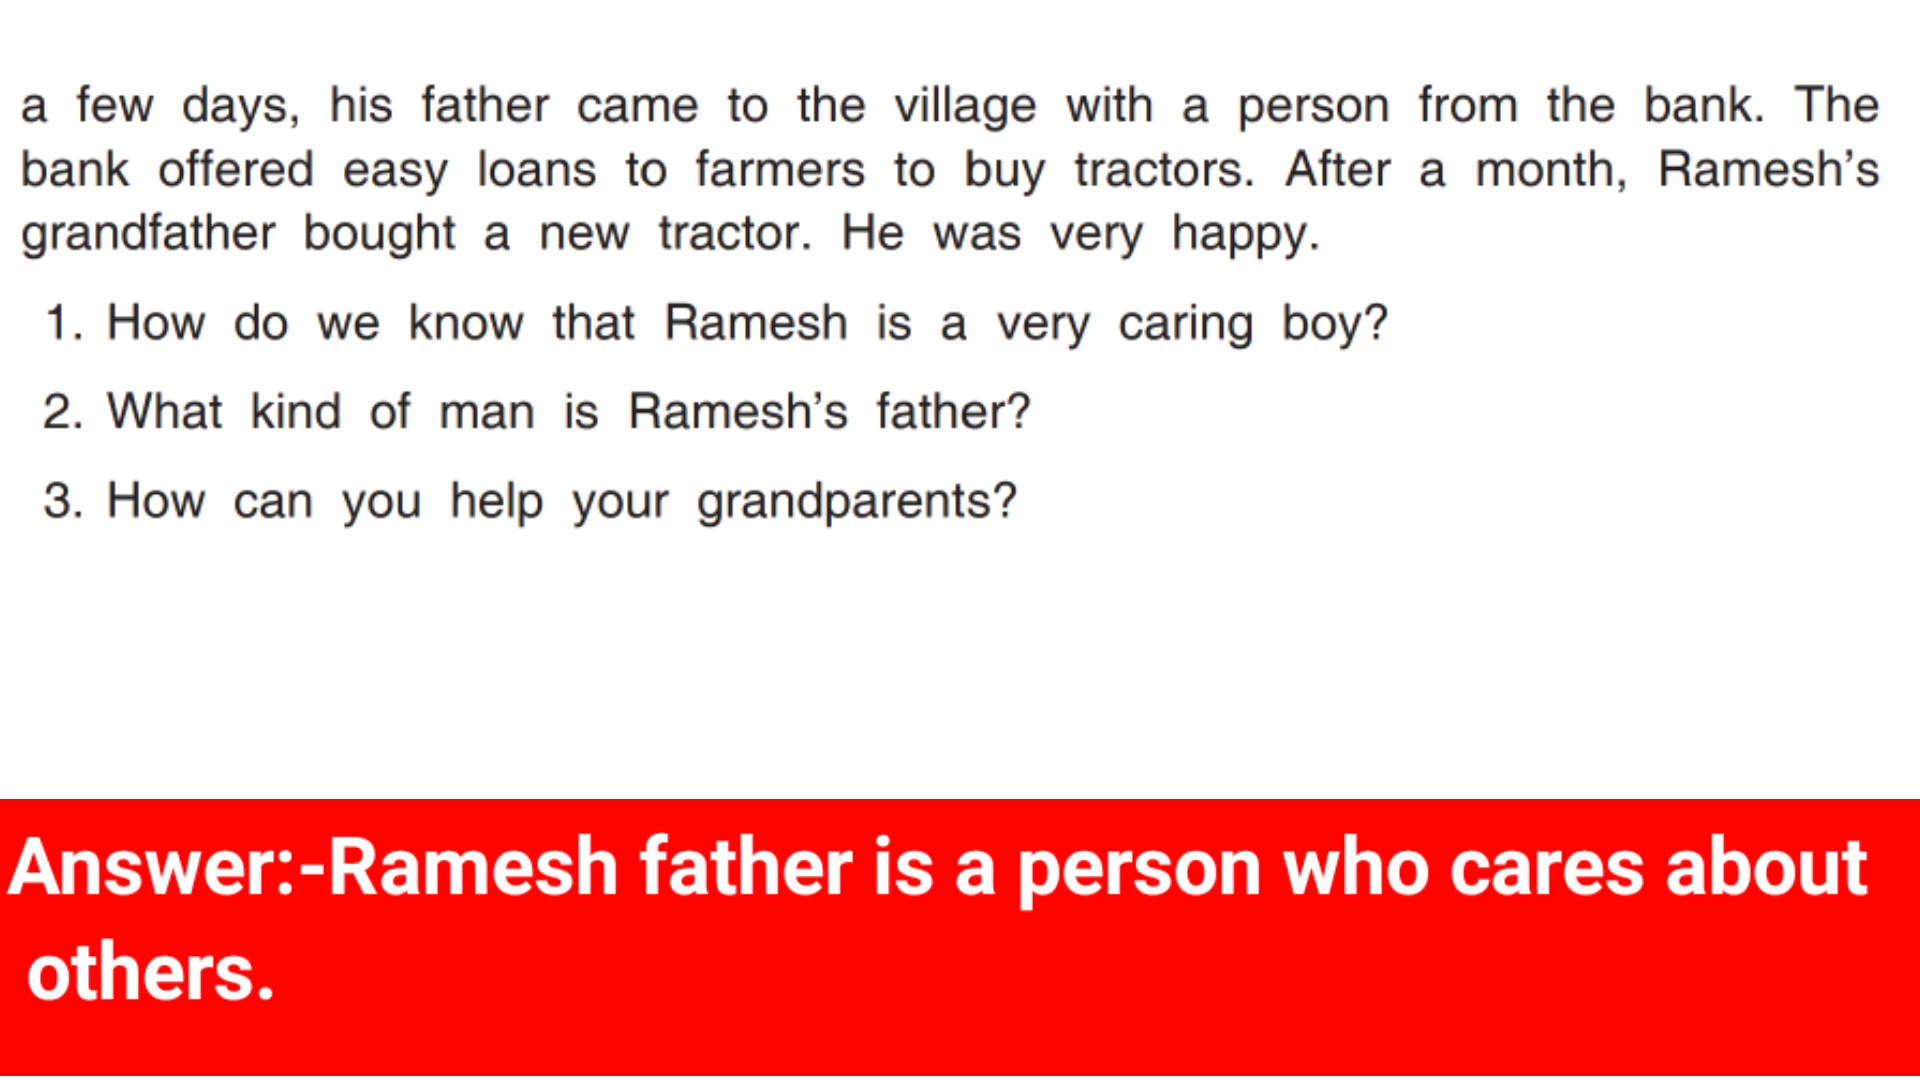 a few days, his father came to the village with a person from the bank. The
bank offered easy loans to farmers to buy tractors. After a month, Ramesh’s
grandfather bought a new tractor. He was very happy.
1. How do we know that Ramesh is a very caring boy?
2. What kind of man is Ramesh’s father?
3. How can you help your grandparents?
Answer:-Ramesh father is a person who cares about
others.